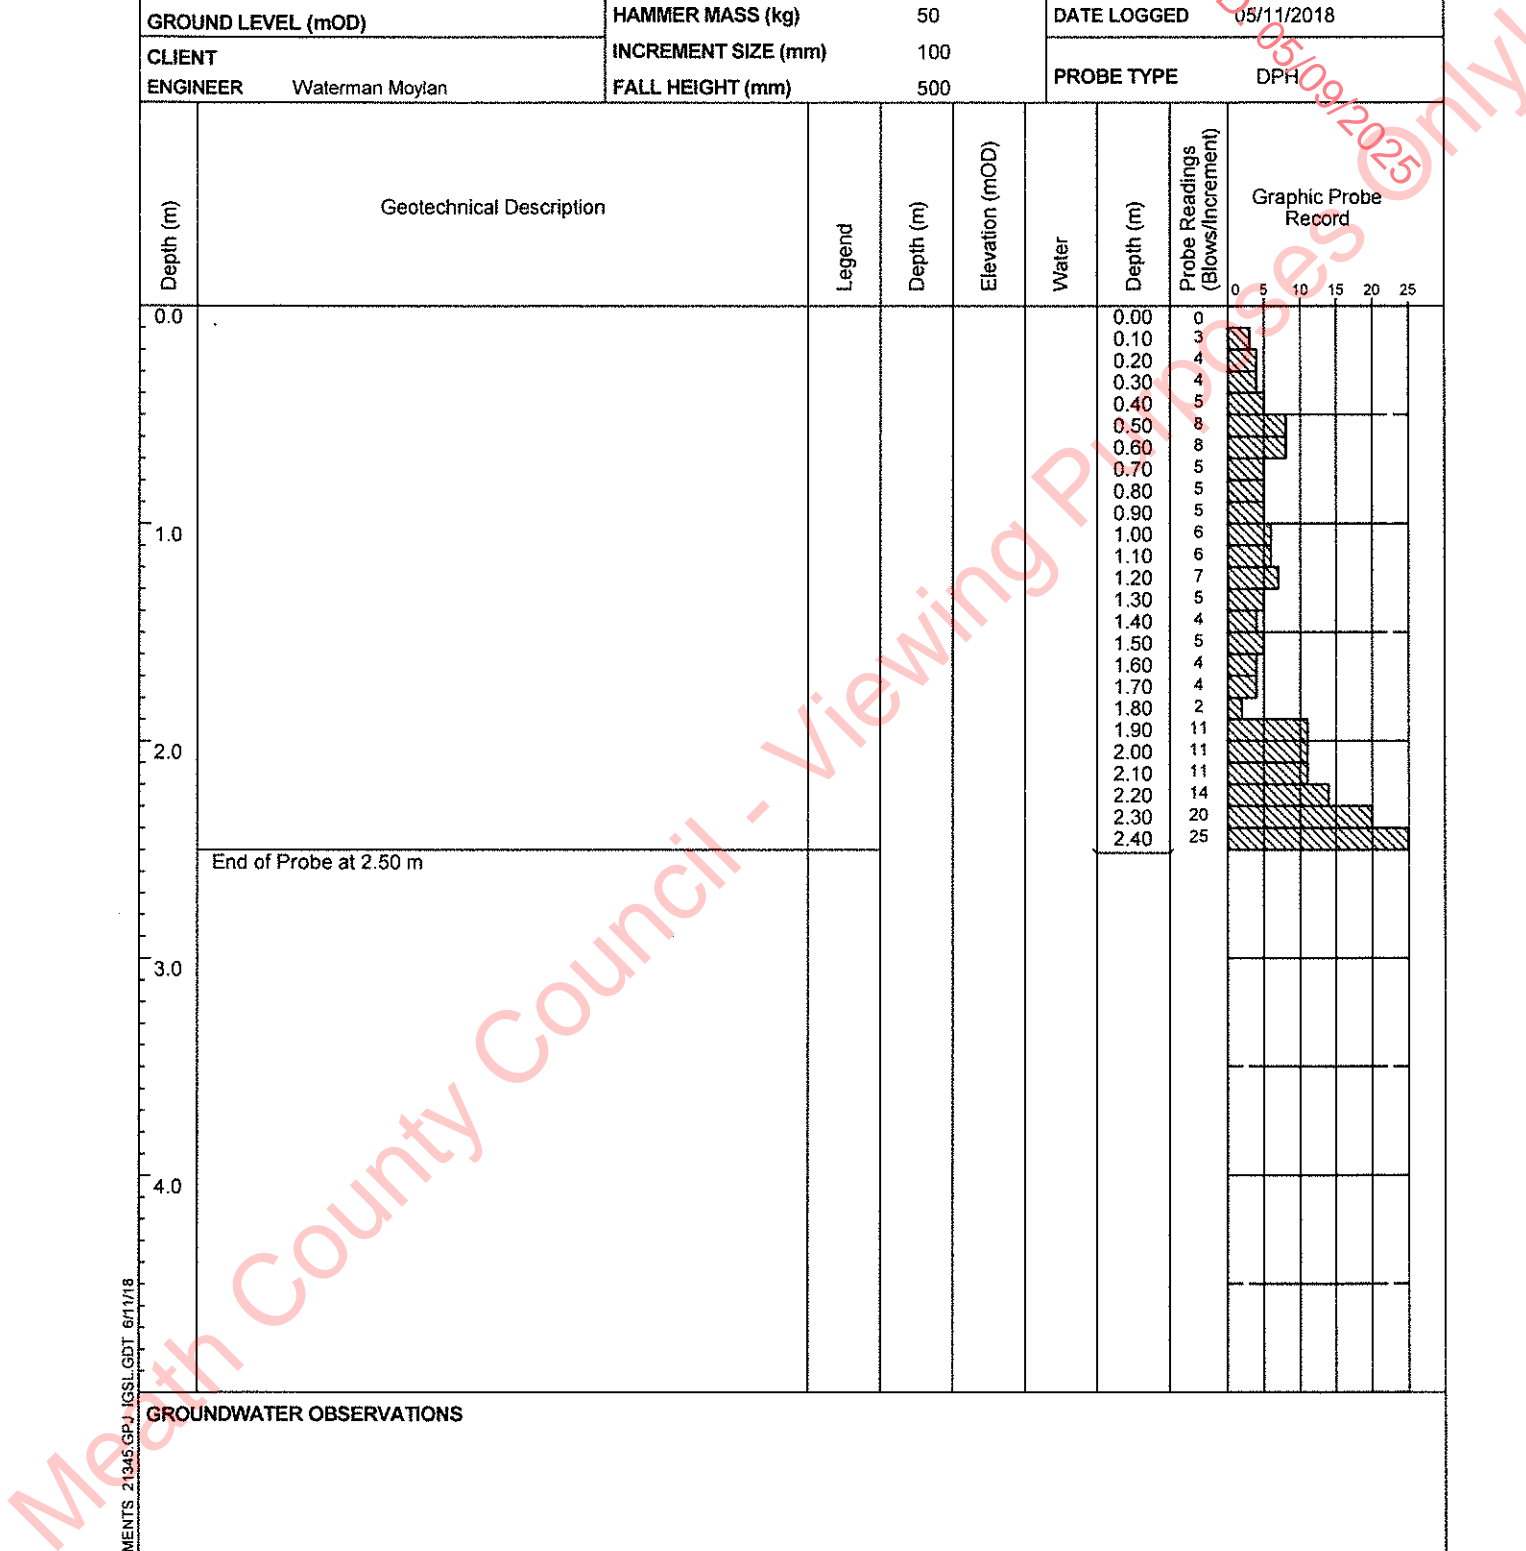 GROUND LEVEL (mOD)
HAMMER MASS (kg) 50
DATE LOGGED 05/11/2018
CLIENT
INCREMENT SIZE (mm) 100
ENGINEER Waterman Moylan
FALL HEIGHT (mm) 500
PROBE TYPE DPH
Depth (m)
Geotechnical Description
Legend
Depth (m)
Elevation (mOD)
Water
Depth (m)
Probe Readings
(Blows/Increment)
Graphic Probe
Record
0 5 10 15 20 25
0.0
1.0
2.0
3.0
4.0
0.00 0
0.10 3
0.20 4
0.30 4
0.40 5
0.50 8
0.60 8
0.70 5
0.80 5
0.90 5
1.00 6
1.10 6
1.20 7
1.30 5
1.40 4
1.50 5
1.60 4
1.70 4
1.80 2
1.90 11
2.00 11
2.10 11
2.20 14
2.30 20
2.40 25
End of Probe at 2.50 m
GROUNDWATER OBSERVATIONS
MENTS 21345.GPJ IGSL.GDT 6/11/18
Meath County Council - Viewing Purposes Only!
05/09/2025